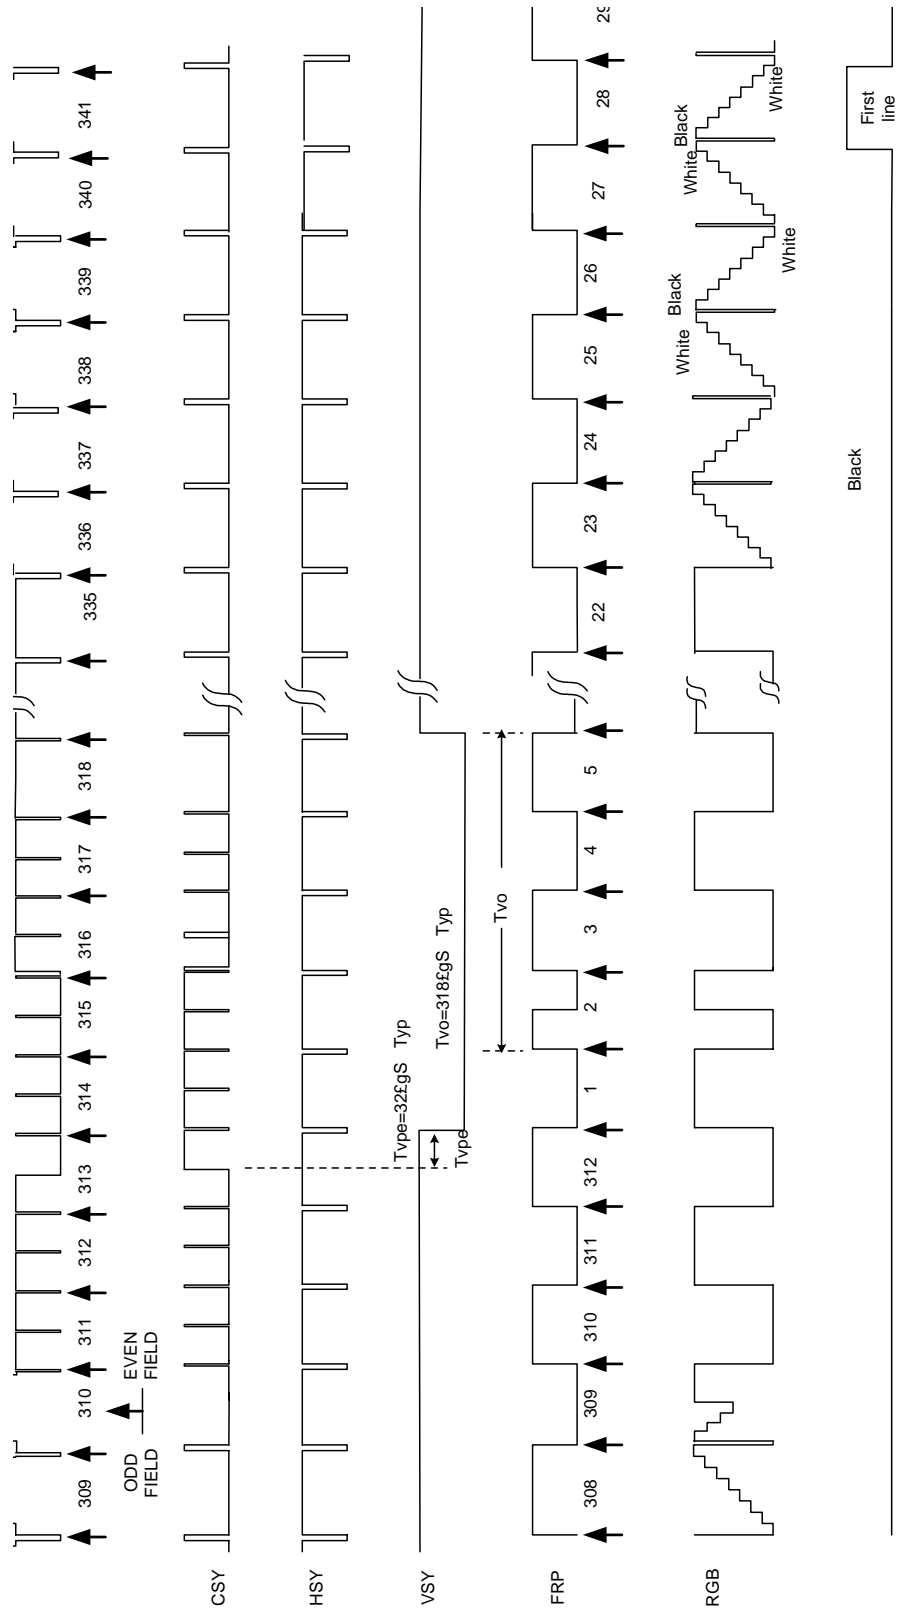 309
310
311
312
313
314
315
316
317
318
335
336
337
338
339
340
341
ODD
FIELD
EVEN
FIELD
CSY
HSY
VSY
Tvpe=32£gS Typ
Tvpe
Tvo=318£gS Typ
Tvo
FRP
308
309
310
311
312
1
2
3
4
5
22
23
24
25
26
27
28
29
RGB
White
Black
White
White
Black
White
Black
First
line